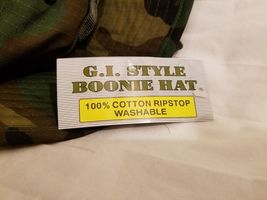 G.I. STYLE
BOONIE HAT
100% COTTON RIPSTOP
WASHABLE